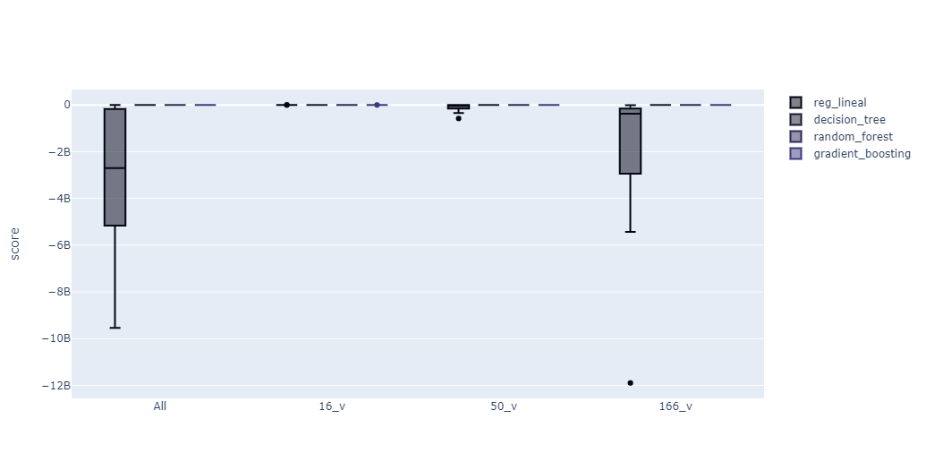 0
−2B
−4B
−6B
−8B
−10B
−12B
score
All
16_v
50_v
166_v
reg_lineal
decision_tree
random_forest
gradient_boosting